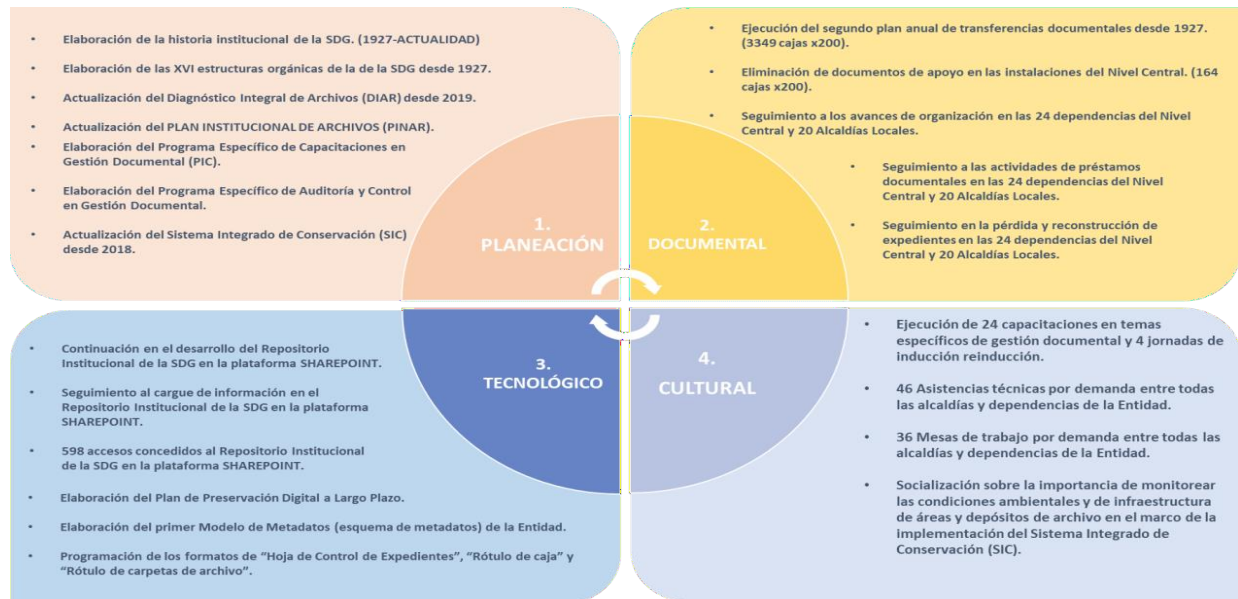 • Elaboración de la historia institucional de la SDG. (1927-ACTUALIDAD)
• Elaboración de las XVI estructuras orgánicas de la de la SDG desde 1927.
• Actualización del Diagnóstico Integral de Archivos (DIAR) desde 2019.
• Actualización del PLAN INSTITUCIONAL DE ARCHIVOS (PINAR).
• Elaboración del Programa Específico de Capacitaciones en
Gestión Documental (PIC).
• Elaboración del Programa Específico de Auditoría y Control
en Gestión Documental.
• Actualización del Sistema Integrado de Conservación (SIC)
desde 2018.
1.
PLANEACIÓN
• Ejecución del segundo plan anual de transferencias documentales desde 1927.
(3349 cajas x200).
• Eliminación de documentos de apoyo en las instalaciones del Nivel Central. (164
cajas x200).
• Seguimiento a los avances de organización en las 24 dependencias del Nivel
Central y 20 Alcaldías Locales.
• Seguimiento a las actividades de préstamos
documentales en las 24 dependencias del Nivel
Central y 20 Alcaldías Locales.
• Seguimiento en la pérdida y reconstrucción de
expedientes en las 24 dependencias del Nivel
Central y 20 Alcaldías Locales.
2.
DOCUMENTAL
• Continuación en el desarrollo del Repositorio
Institucional de la SDG en la plataforma SHAREPOINT.
• Seguimiento al cargue de información en el
Repositorio Institucional de la SDG en la plataforma
SHAREPOINT.
• 598 accesos concedidos al Repositorio Institucional
de la SDG en la plataforma SHAREPOINT.
• Elaboración del Plan de Preservación Digital a Largo Plazo.
• Elaboración del primer Modelo de Metadatos (esquema de metadatos) de la Entidad.
• Programación de los formatos de “Hoja de Control de Expedientes”, “Rótulo de caja” y
“Rótulo de carpetas de archivo”.
3.
TECNOLÓGICO
4.
CULTURAL
• Ejecución de 24 capacitaciones en temas
específicos de gestión documental y 4 jornadas de
inducción reinducción.
• 46 Asistencias técnicas por demanda entre todas
las alcaldías y dependencias de la Entidad.
• 36 Mesas de trabajo por demanda entre todas las
alcaldías y dependencias de la Entidad.
• Socialización sobre la importancia de monitorear
las condiciones ambientales y de infraestructura
de áreas y depósitos de archivo en el marco de la
implementación del Sistema Integrado de
Conservación (SIC).